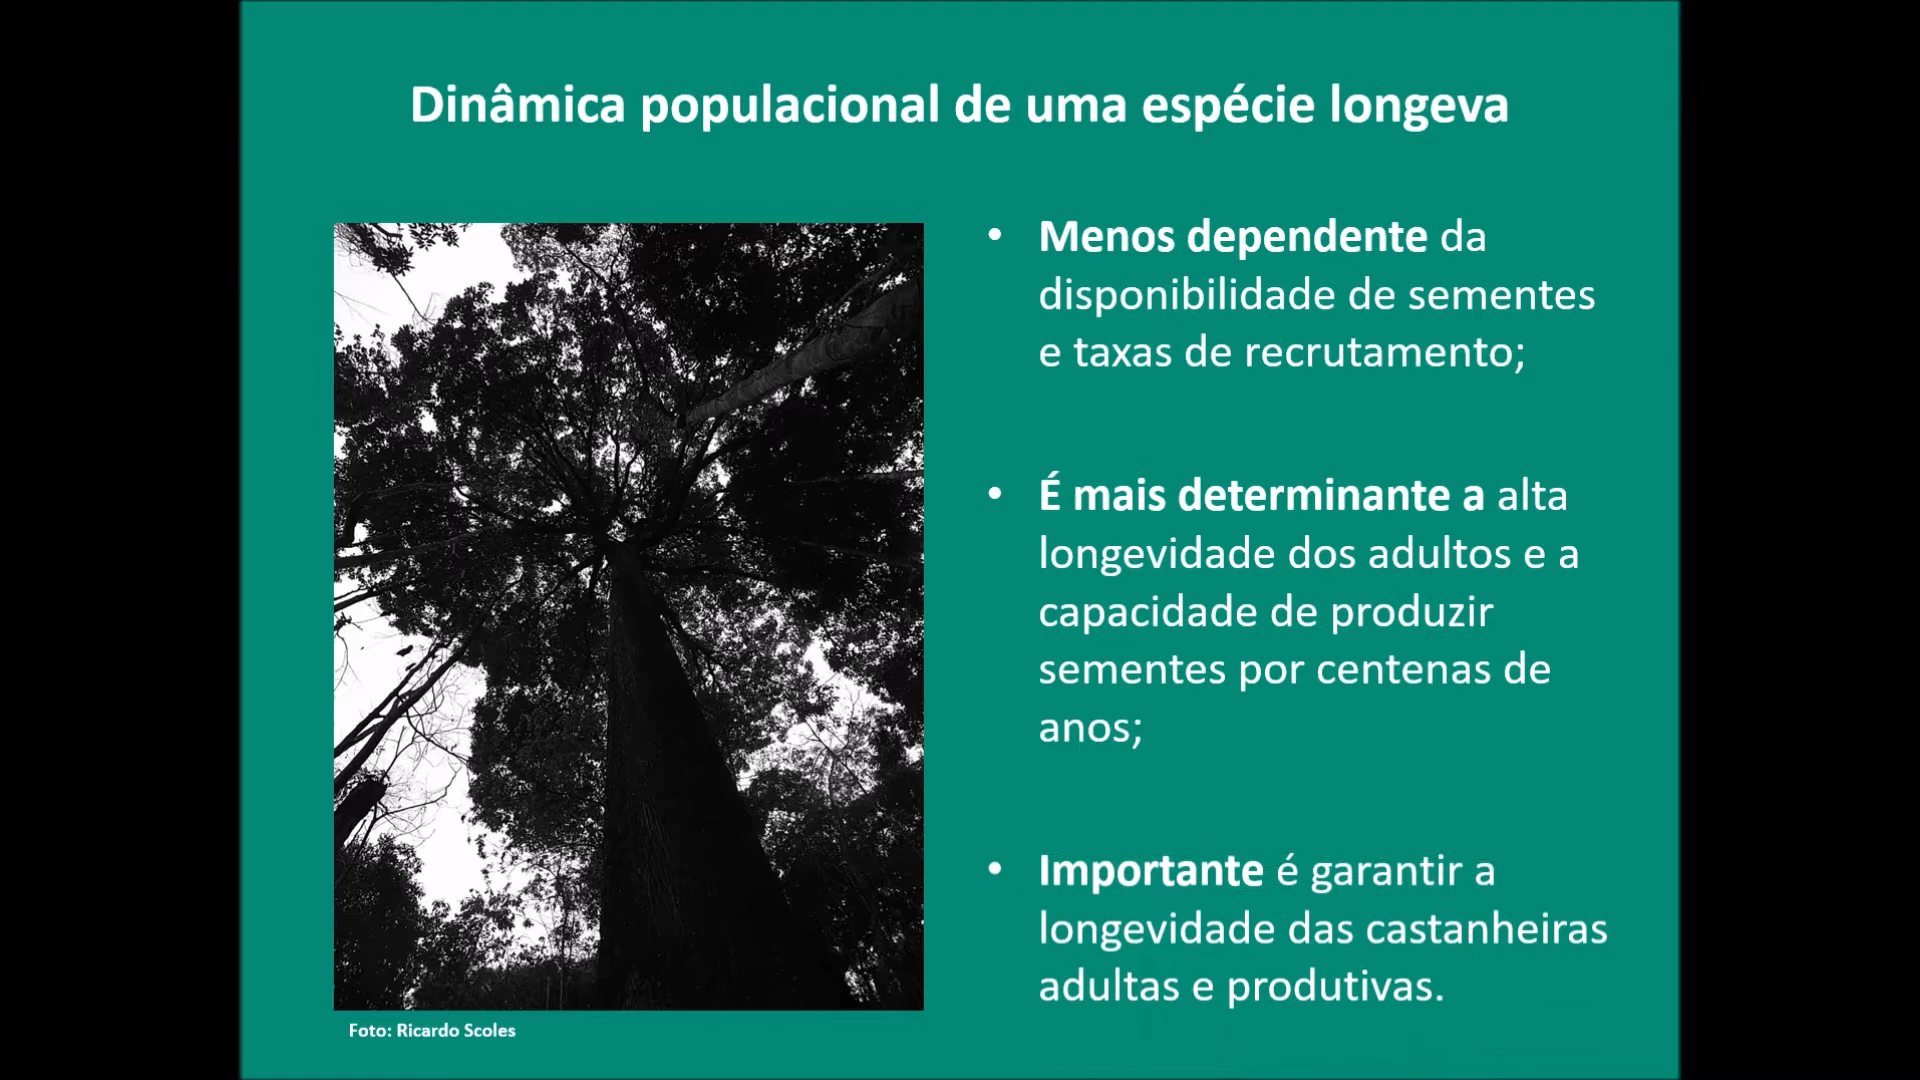 Dinâmica populacional de uma espécie longeva
• Menos dependente da
disponibilidade de sementes
e taxas de recrutamento;
• É mais determinante a alta
longevidade dos adultos e a
capacidade de produzir
sementes por centenas de
anos;
• Importante é garantir a
longevidade das castanheiras
adultas e produtivas.
Foto: Ricardo Scoles